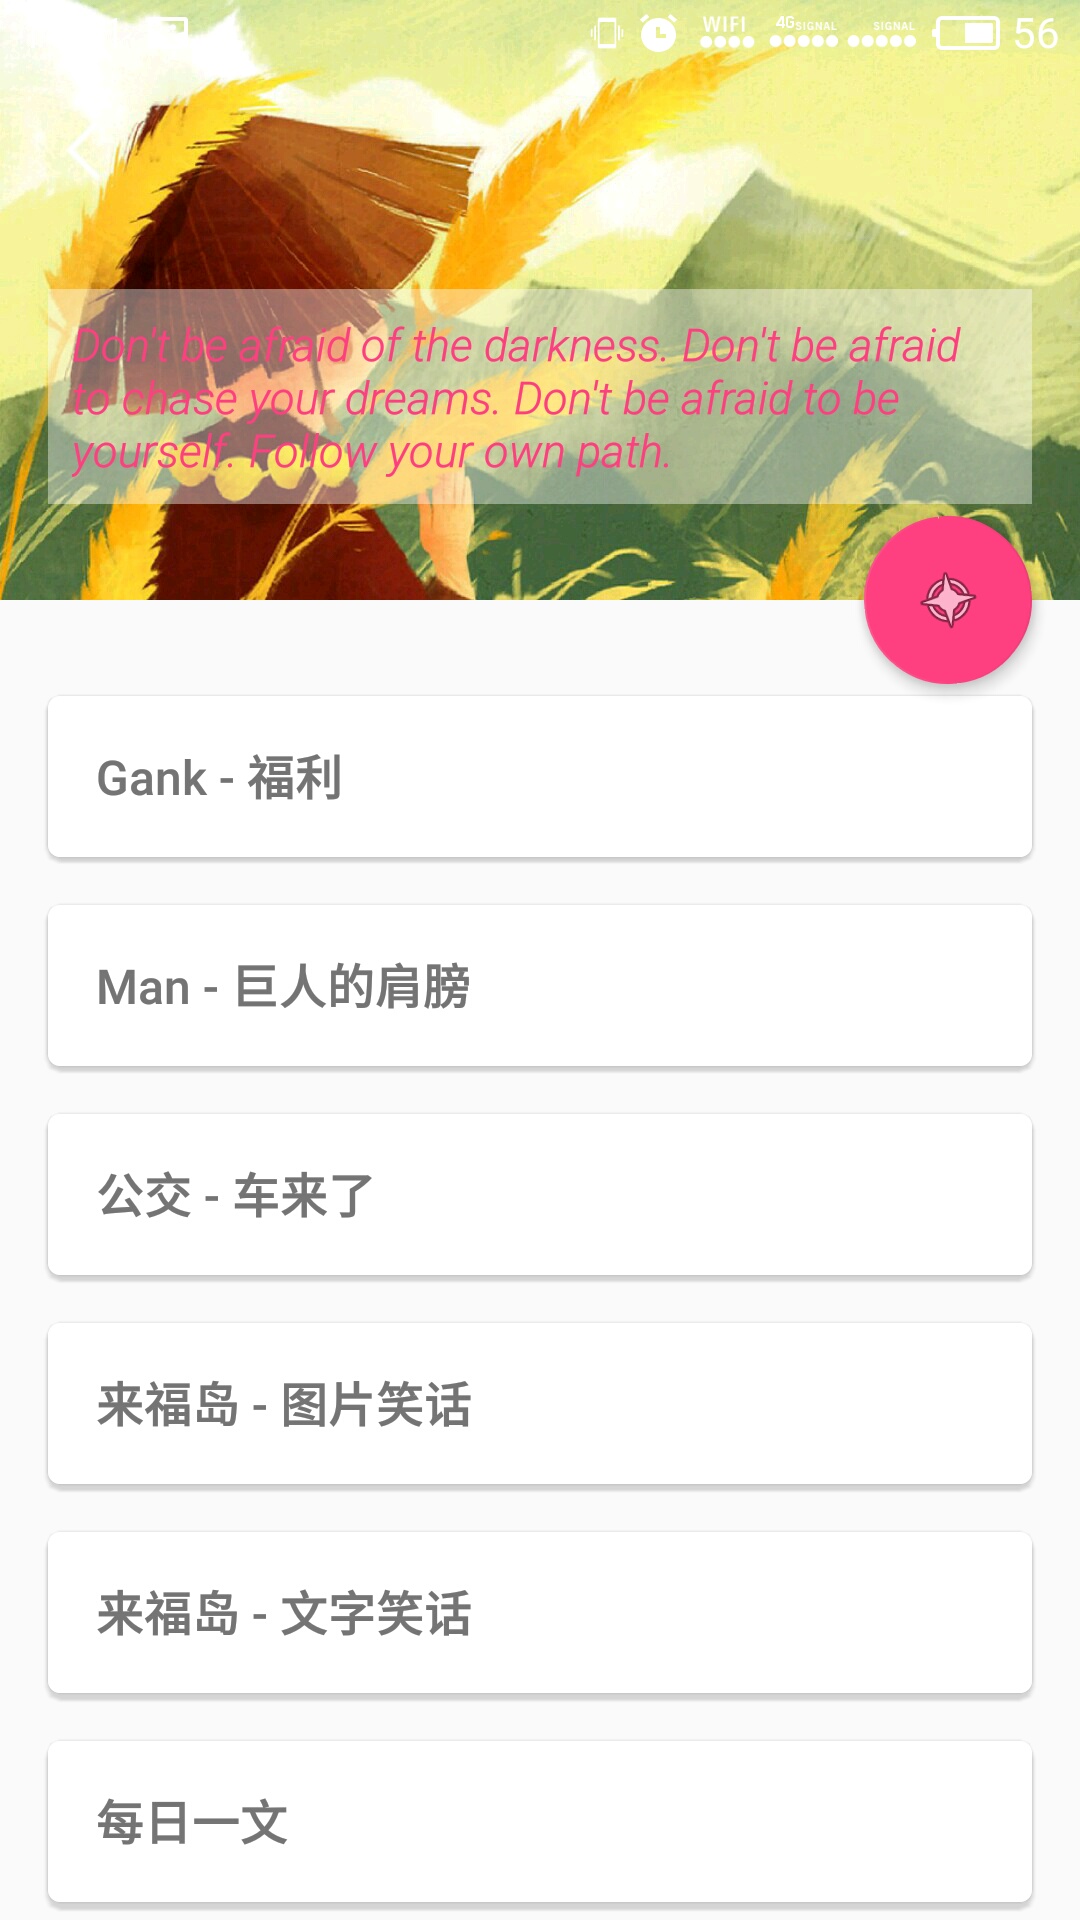 WIFI 4G SIGNAL SIGNAL 56
Don't be afraid of the darkness. Don't be afraid
to chase your dreams. Don't be afraid to be
yourself. Follow your own path.
Gank - 福利
Man - 巨人的肩膀
公交 - 车来了
来福岛 - 图片笑话
来福岛 - 文字笑话
每日一文